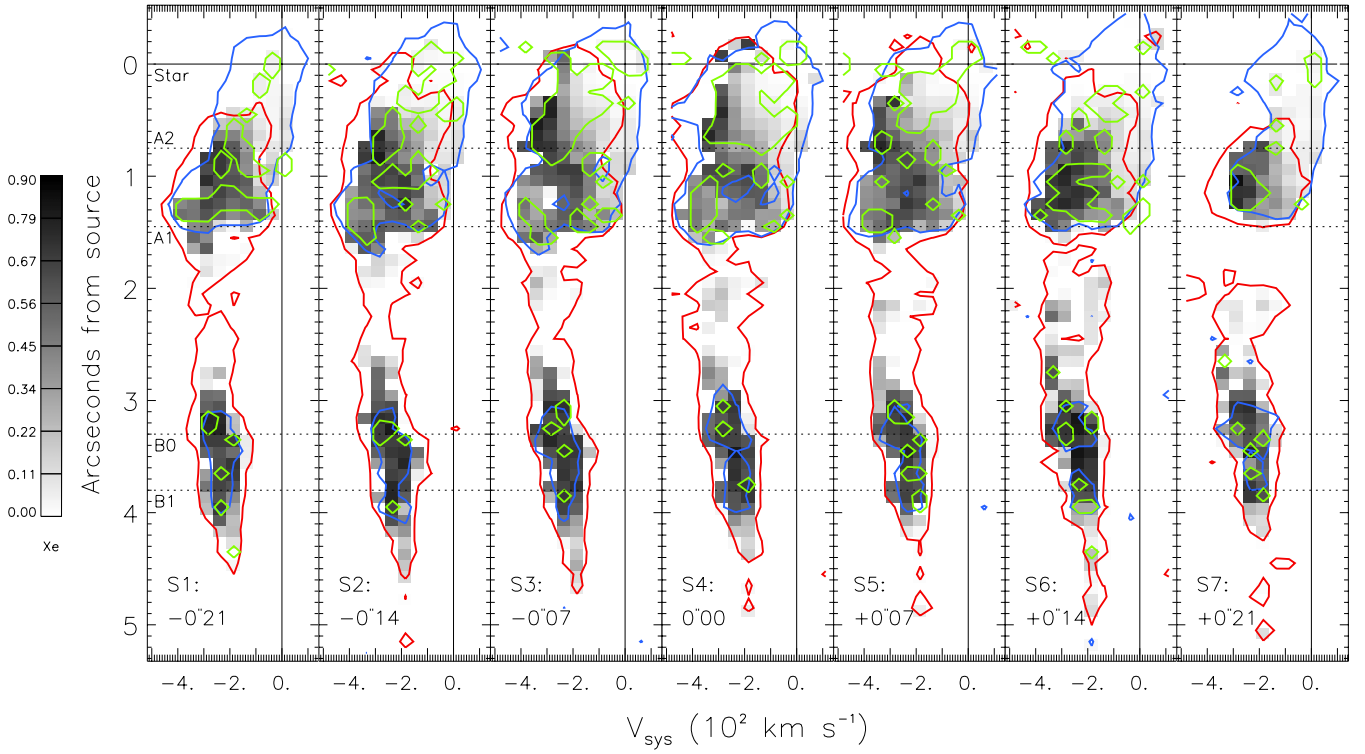 0
1
2
3
4
5
Star
A2
A1
B0
B1
Arcseconds from source
0.90
0.79
0.67
0.56
0.45
0.34
0.22
0.11
0.00
Xe
S1:
−0"21
S2:
−0"14
S3:
−0"07
S4:
0"00
S5:
+0"07
S6:
+0"14
S7:
+0"21
−4. −2. 0. −4. −2. 0. −4. −2. 0. −4. −2. 0. −4. −2. 0. −4. −2. 0. −4. −2. 0.
V_sys (10² km s⁻¹)